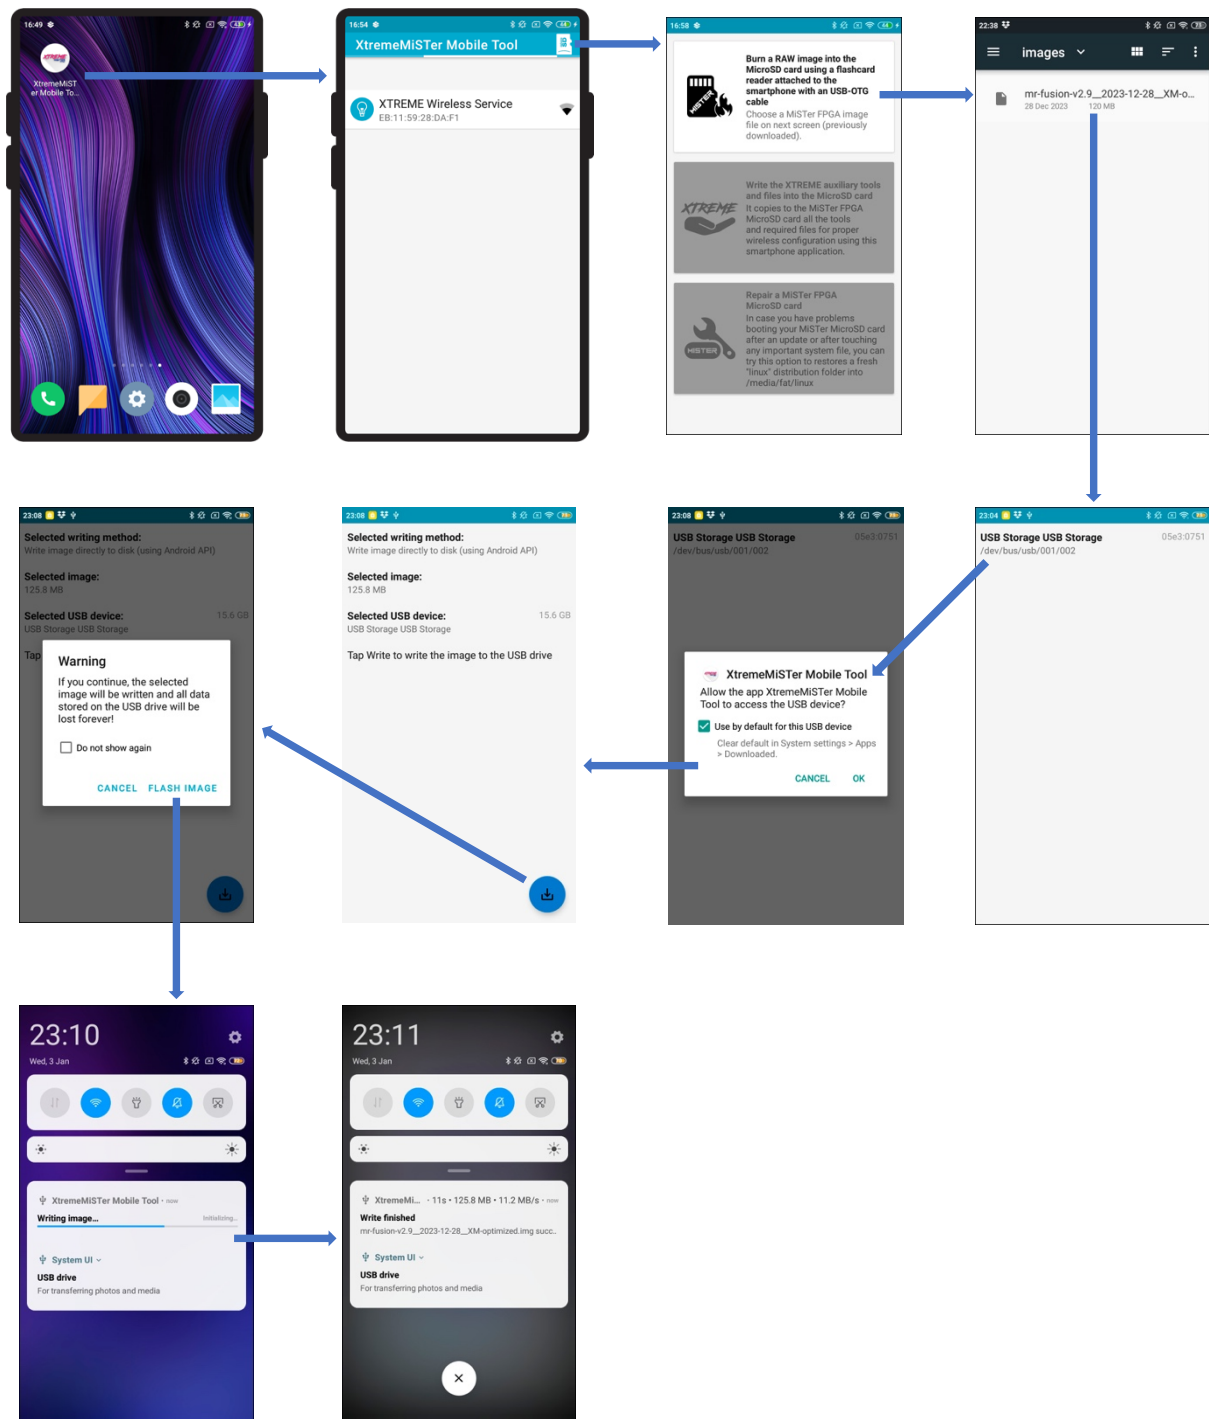 16:49
XTREME
XtremeMiST
er Mobile To...
16:54
XtremeMiSTer Mobile Tool
XTREME Wireless Service
EB:11:59:28:DA:F1
16:58
MiSTER
Burn a RAW image into the
MicroSD card using a flashcard
reader attached to the
smartphone with an USB-OTG
cable
Choose a MiSTer FPGA image
file on next screen (previously
downloaded).
XTREME
Write the XTREME auxiliary tools
and files into the MicroSD card
It copies to the MiSTer FPGA
MicroSD card all the tools
and required files for proper
wireless configuration using this
smartphone application.
MiSTER
Repair a MiSTer FPGA
MicroSD card
In case you have problems
booting your MiSTer MicroSD card
after an update or after touching
any important system file, you can
try this option to restores a fresh
"linux" distribution folder into
/media/fat/linux
22:38
images
mr-fusion-v2.9__2023-12-28__XM-o...
28 Dec 2023 120 MB
23:08
Selected writing method:
Write image directly to disk (using Android API)
Selected image:
125.8 MB
Selected USB device: 15.6 GB
USB Storage USB Storage
Tap
Warning
If you continue, the selected
image will be written and all data
stored on the USB drive will be
lost forever!
Do not show again
CANCEL FLASH IMAGE
23:08
Selected writing method:
Write image directly to disk (using Android API)
Selected image:
125.8 MB
Selected USB device: 15.6 GB
USB Storage USB Storage
Tap Write to write the image to the USB drive
23:08
USB Storage USB Storage 05e3:0751
/dev/bus/usb/001/002
XtremeMiSTer Mobile Tool
Allow the app XtremeMiSTer Mobile
Tool to access the USB device?
Use by default for this USB device
Clear default in System settings > Apps
> Downloaded.
CANCEL OK
23:04
USB Storage USB Storage 05e3:0751
/dev/bus/usb/001/002
23:10
Wed, 3 Jan
XtremeMiSTer Mobile Tool • now
Writing image... Initializing...
System UI
USB drive
For transferring photos and media
23:11
Wed, 3 Jan
XtremeMi... • 11s • 125.8 MB • 11.2 MB/s • now
Write finished
mr-fusion-v2.9__2023-12-28__XM-optimized.img succ..
System UI
USB drive
For transferring photos and media